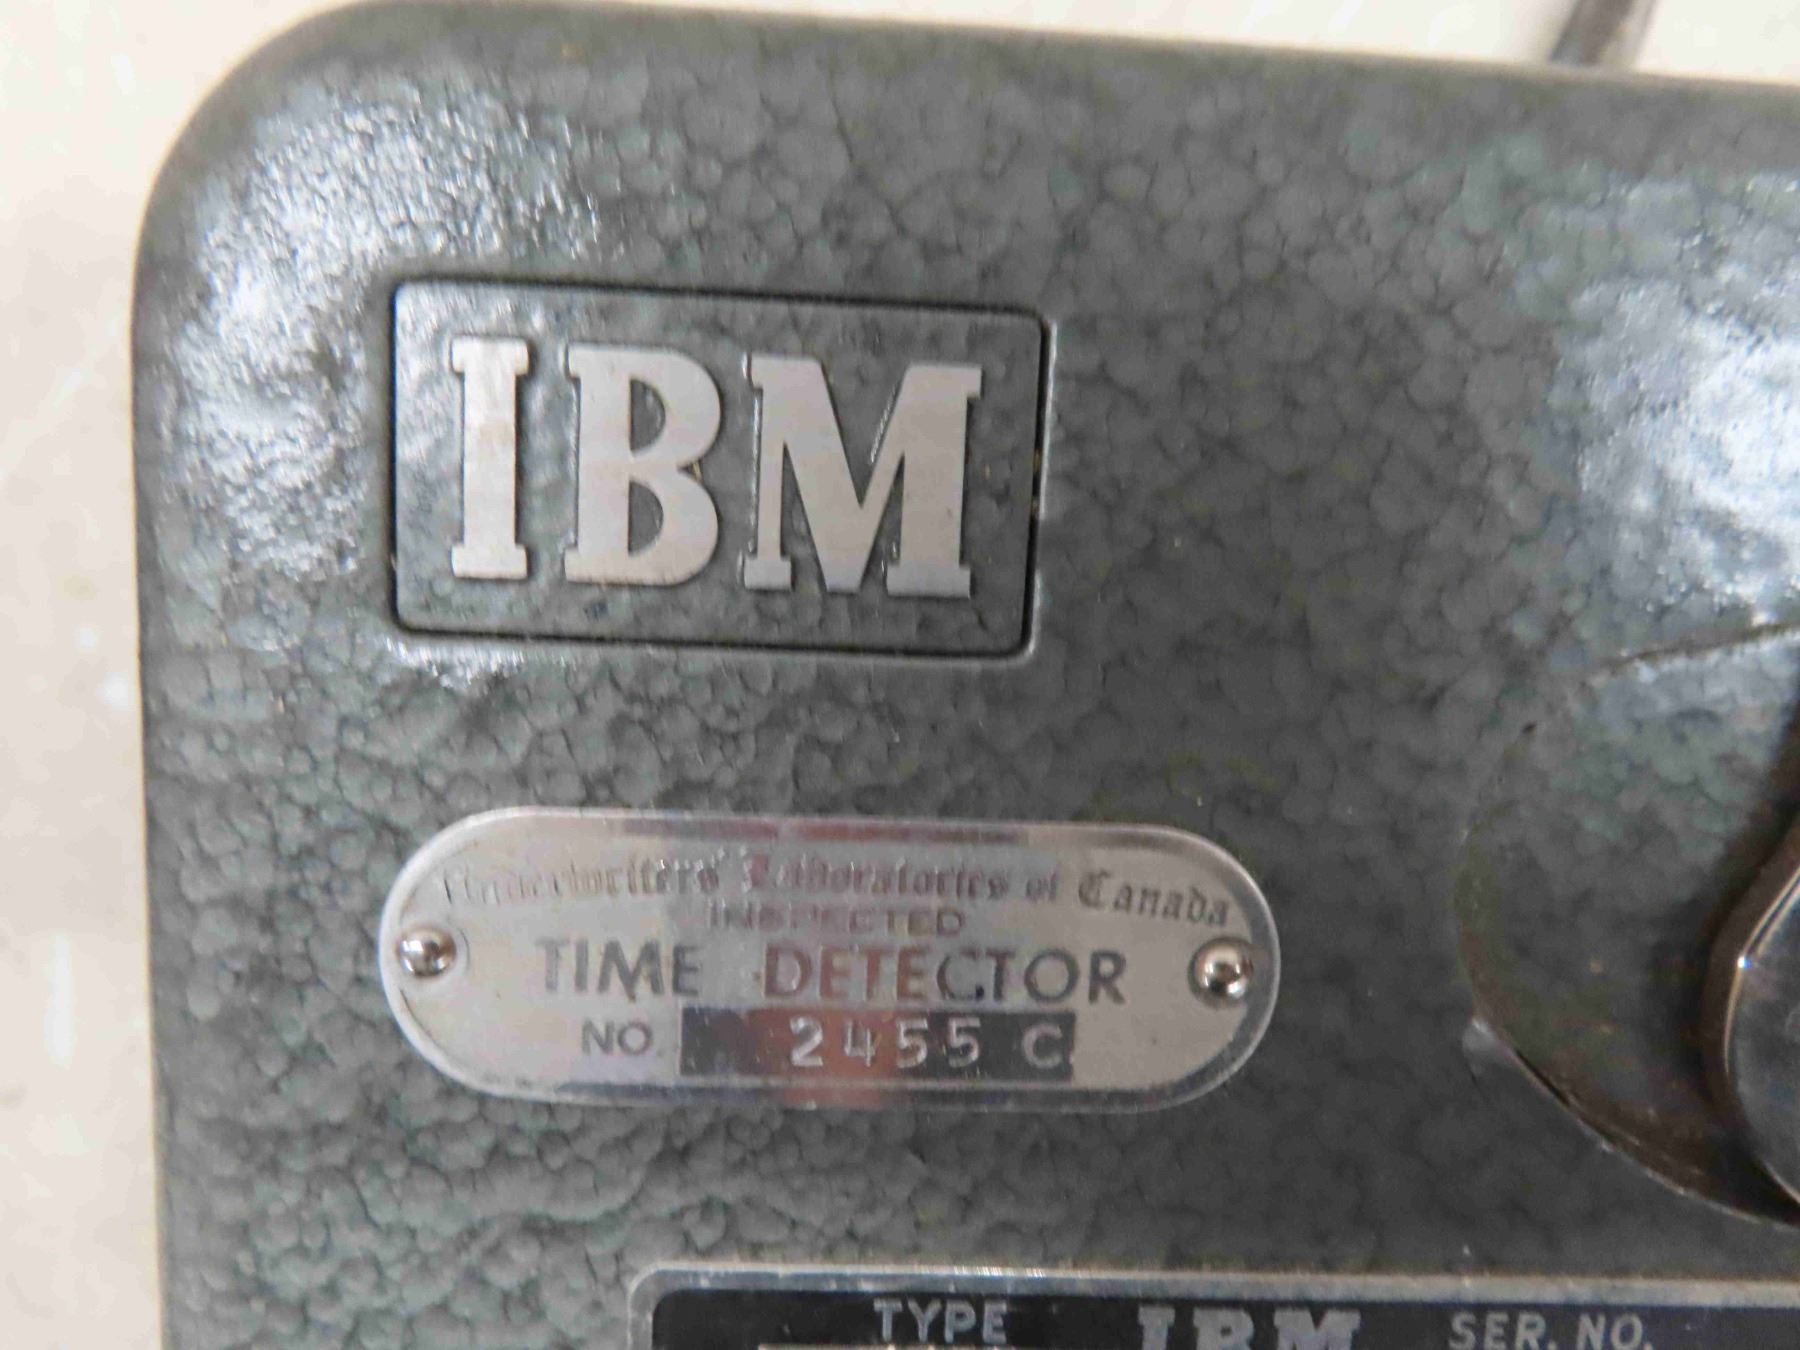 IBM
Underwriters' Laboratories of Canada
INSPECTED
TIME DETECTOR
NO. 2455 C
TYPE IBM SER. NO.